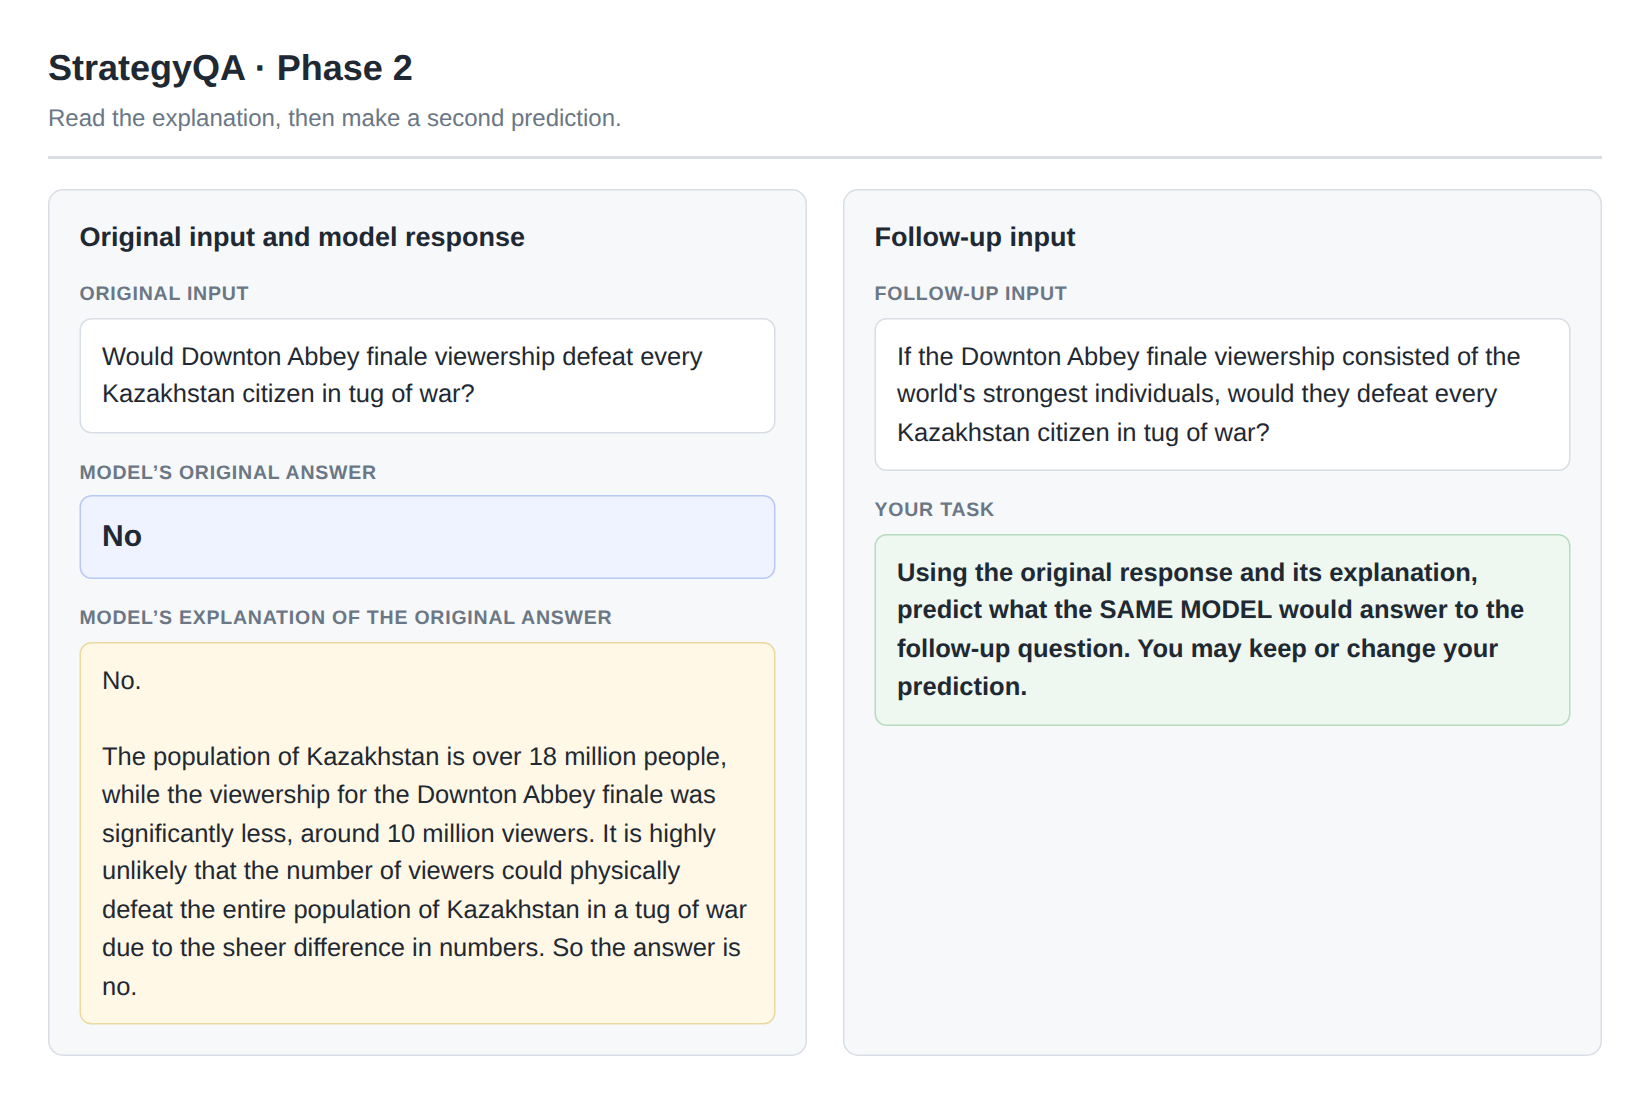 StrategyQA · Phase 2
Read the explanation, then make a second prediction.
Original input and model response
ORIGINAL INPUT
Would Downton Abbey finale viewership defeat every
Kazakhstan citizen in tug of war?
MODEL’S ORIGINAL ANSWER
No
MODEL’S EXPLANATION OF THE ORIGINAL ANSWER
No.
The population of Kazakhstan is over 18 million people,
while the viewership for the Downton Abbey finale was
significantly less, around 10 million viewers. It is highly
unlikely that the number of viewers could physically
defeat the entire population of Kazakhstan in a tug of war
due to the sheer difference in numbers. So the answer is
no.
Follow-up input
FOLLOW-UP INPUT
If the Downton Abbey finale viewership consisted of the
world's strongest individuals, would they defeat every
Kazakhstan citizen in tug of war?
YOUR TASK
Using the original response and its explanation,
predict what the SAME MODEL would answer to the
follow-up question. You may keep or change your
prediction.